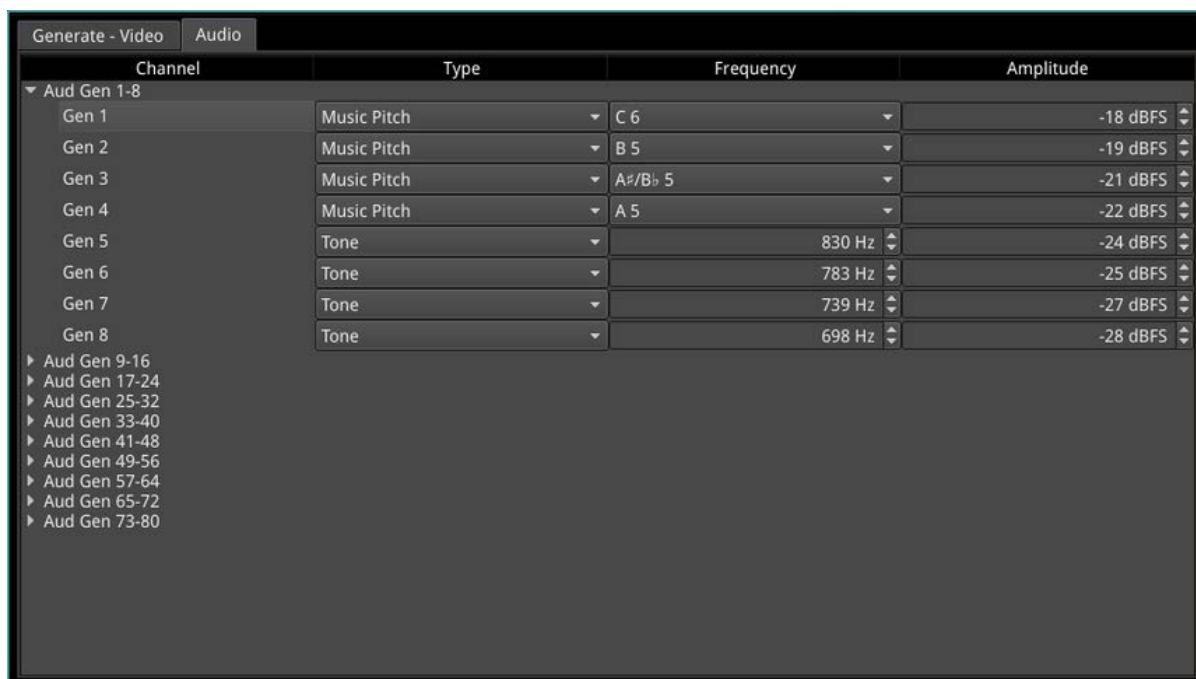 Generate - Video Audio
Channel Type Frequency Amplitude
Aud Gen 1-8
Gen 1 Music Pitch C 6 -18 dBFS
Gen 2 Music Pitch B 5 -19 dBFS
Gen 3 Music Pitch A♯/B♭ 5 -21 dBFS
Gen 4 Music Pitch A 5 -22 dBFS
Gen 5 Tone 830 Hz -24 dBFS
Gen 6 Tone 783 Hz -25 dBFS
Gen 7 Tone 739 Hz -27 dBFS
Gen 8 Tone 698 Hz -28 dBFS
Aud Gen 9-16
Aud Gen 17-24
Aud Gen 25-32
Aud Gen 33-40
Aud Gen 41-48
Aud Gen 49-56
Aud Gen 57-64
Aud Gen 65-72
Aud Gen 73-80